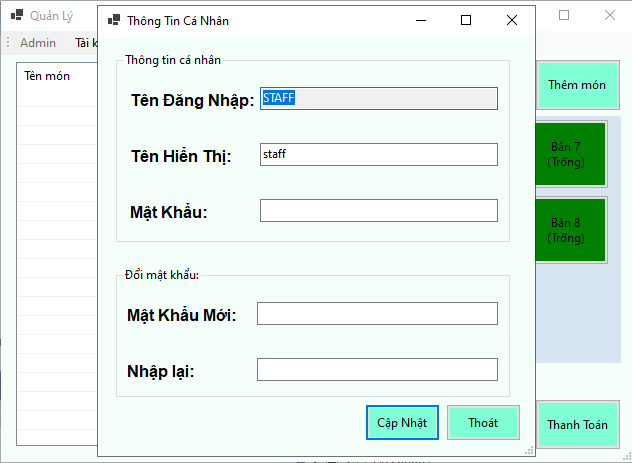 Quản Lý
Thông Tin Cá Nhân
Admin
Tài k
Tên món
Thông tin cá nhân
Tên Đăng Nhập:
STAFF
Tên Hiển Thị:
staff
Mật Khẩu:
Đổi mật khẩu:
Mật Khẩu Mới:
Nhập lại:
Cập Nhật
Thoát
Thêm món
Bàn 7
(Trống)
Bàn 8
(Trống)
Thanh Toán